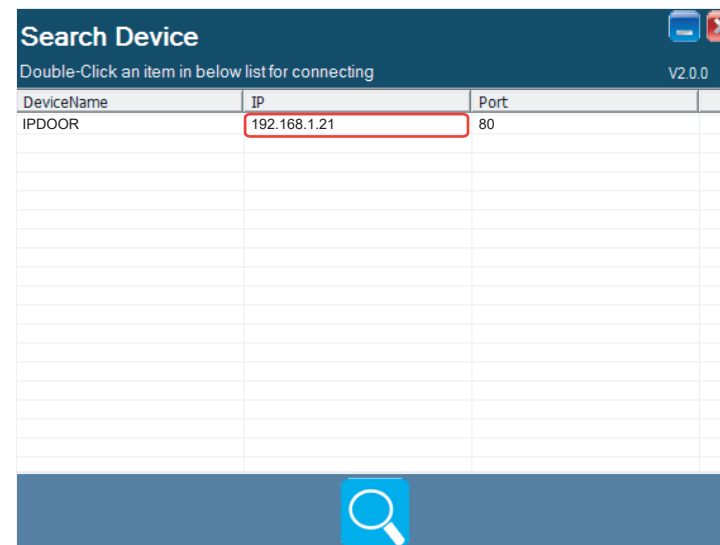 Search Device
Double-Click an item in below list for connecting V2.0.0
DeviceName IP Port
IPDOOR 192.168.1.21 80